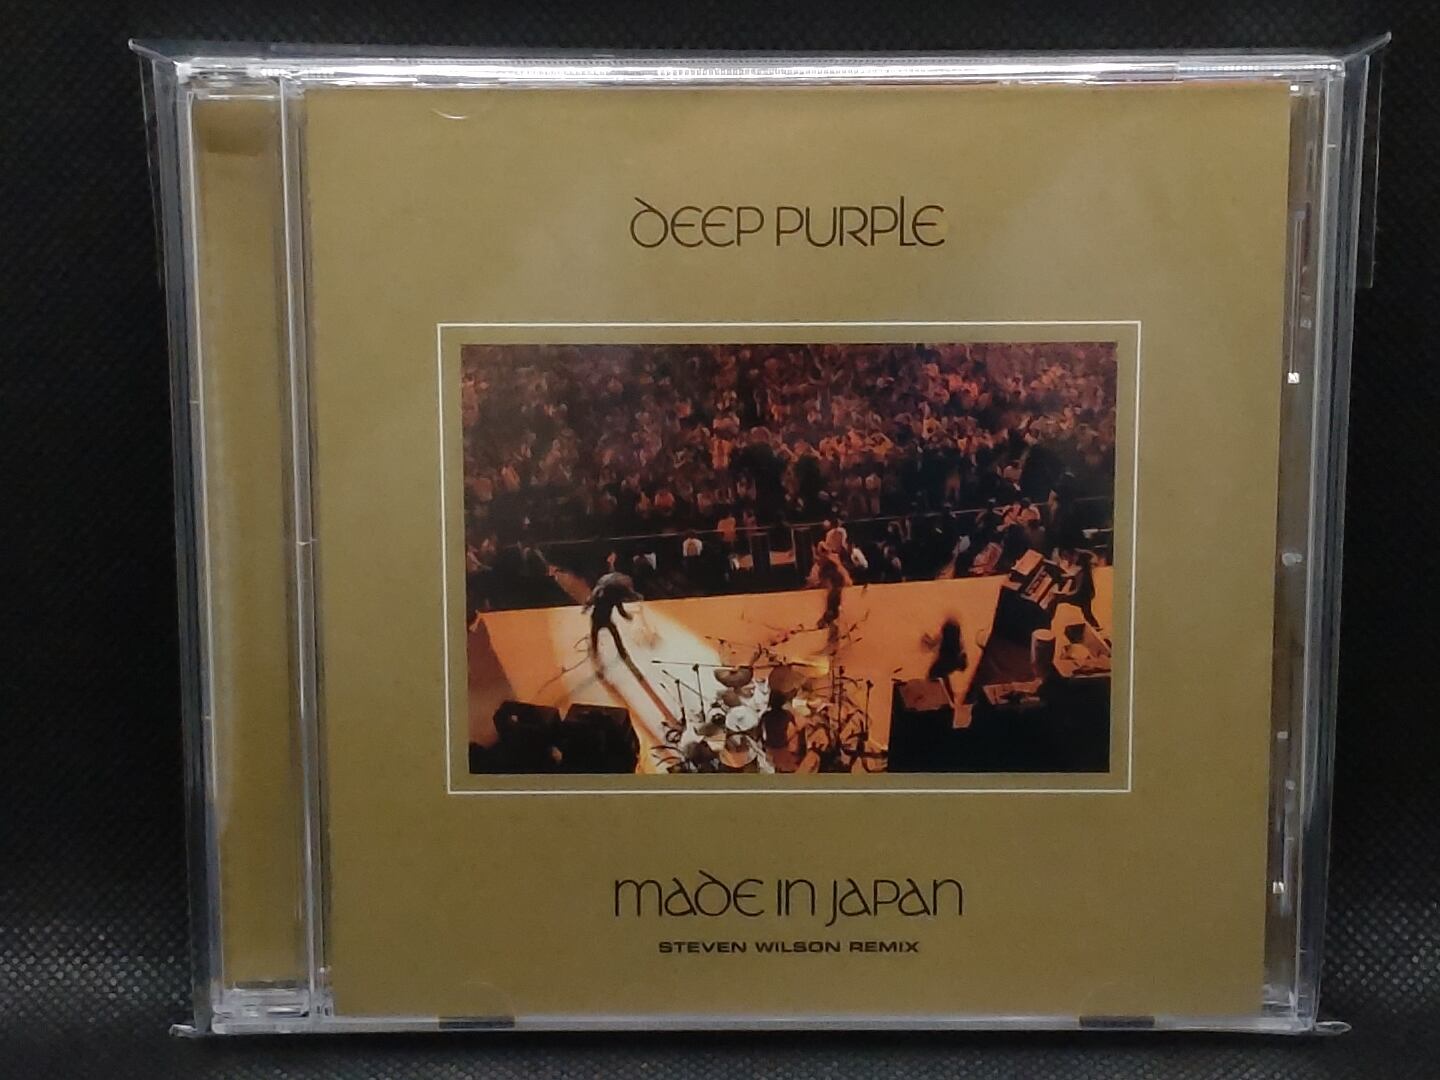 DEEP PURPLE
MADE IN JAPAN
STEVEN WILSON REMIX